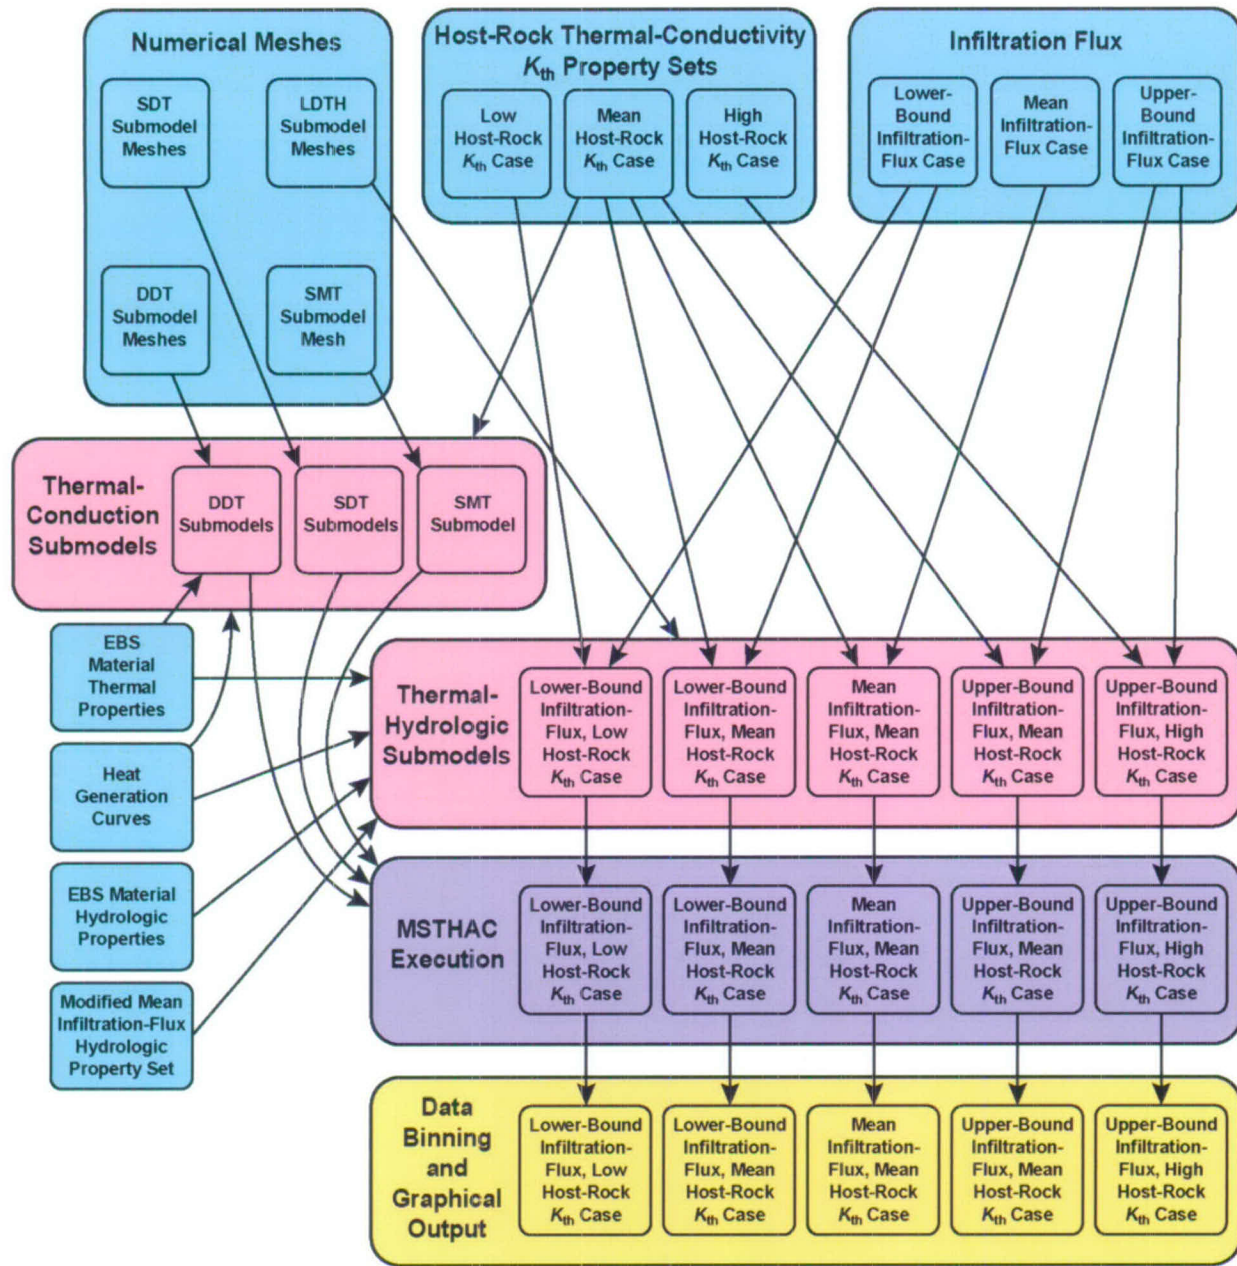 Numerical Meshes
SDT
Submodel
Meshes
LDTH
Submodel
Meshes
DDT
Submodel
Meshes
SMT
Submodel
Mesh
Host-Rock Thermal-Conductivity
Kth Property Sets
Low
Host-Rock
Kth Case
Mean
Host-Rock
Kth Case
High
Host-Rock
Kth Case
Infiltration Flux
Lower-
Bound
Infiltration-
Flux Case
Mean
Infiltration-
Flux Case
Upper-
Bound
Infiltration-
Flux Case
Thermal-
Conduction
Submodels
DDT
Submodels
SDT
Submodels
SMT
Submodel
EBS
Material
Thermal
Properties
Heat
Generation
Curves
EBS Material
Hydrologic
Properties
Modified Mean
Infiltration-Flux
Hydrologic
Property Set
Thermal-
Hydrologic
Submodels
Lower-Bound
Infiltration-
Flux, Low
Host-Rock
Kth Case
Lower-Bound
Infiltration-
Flux, Mean
Host-Rock
Kth Case
Mean
Infiltration-
Flux, Mean
Host-Rock
Kth Case
Upper-Bound
Infiltration-
Flux, Mean
Host-Rock
Kth Case
Upper-Bound
Infiltration-
Flux, High
Host-Rock
Kth Case
MSTHAC
Execution
Lower-Bound
Infiltration-
Flux, Low
Host-Rock
Kth Case
Lower-Bound
Infiltration-
Flux, Mean
Host-Rock
Kth Case
Mean
Infiltration-
Flux, Mean
Host-Rock
Kth Case
Upper-Bound
Infiltration-
Flux, Mean
Host-Rock
Kth Case
Upper-Bound
Infiltration-
Flux, High
Host-Rock
Kth Case
Data
Binning
and
Graphical
Output
Lower-Bound
Infiltration-
Flux, Low
Host-Rock
Kth Case
Lower-Bound
Infiltration-
Flux, Mean
Host-Rock
Kth Case
Mean
Infiltration-
Flux, Mean
Host-Rock
Kth Case
Upper-Bound
Infiltration-
Flux, Mean
Host-Rock
Kth Case
Upper-Bound
Infiltration-
Flux, High
Host-Rock
Kth Case